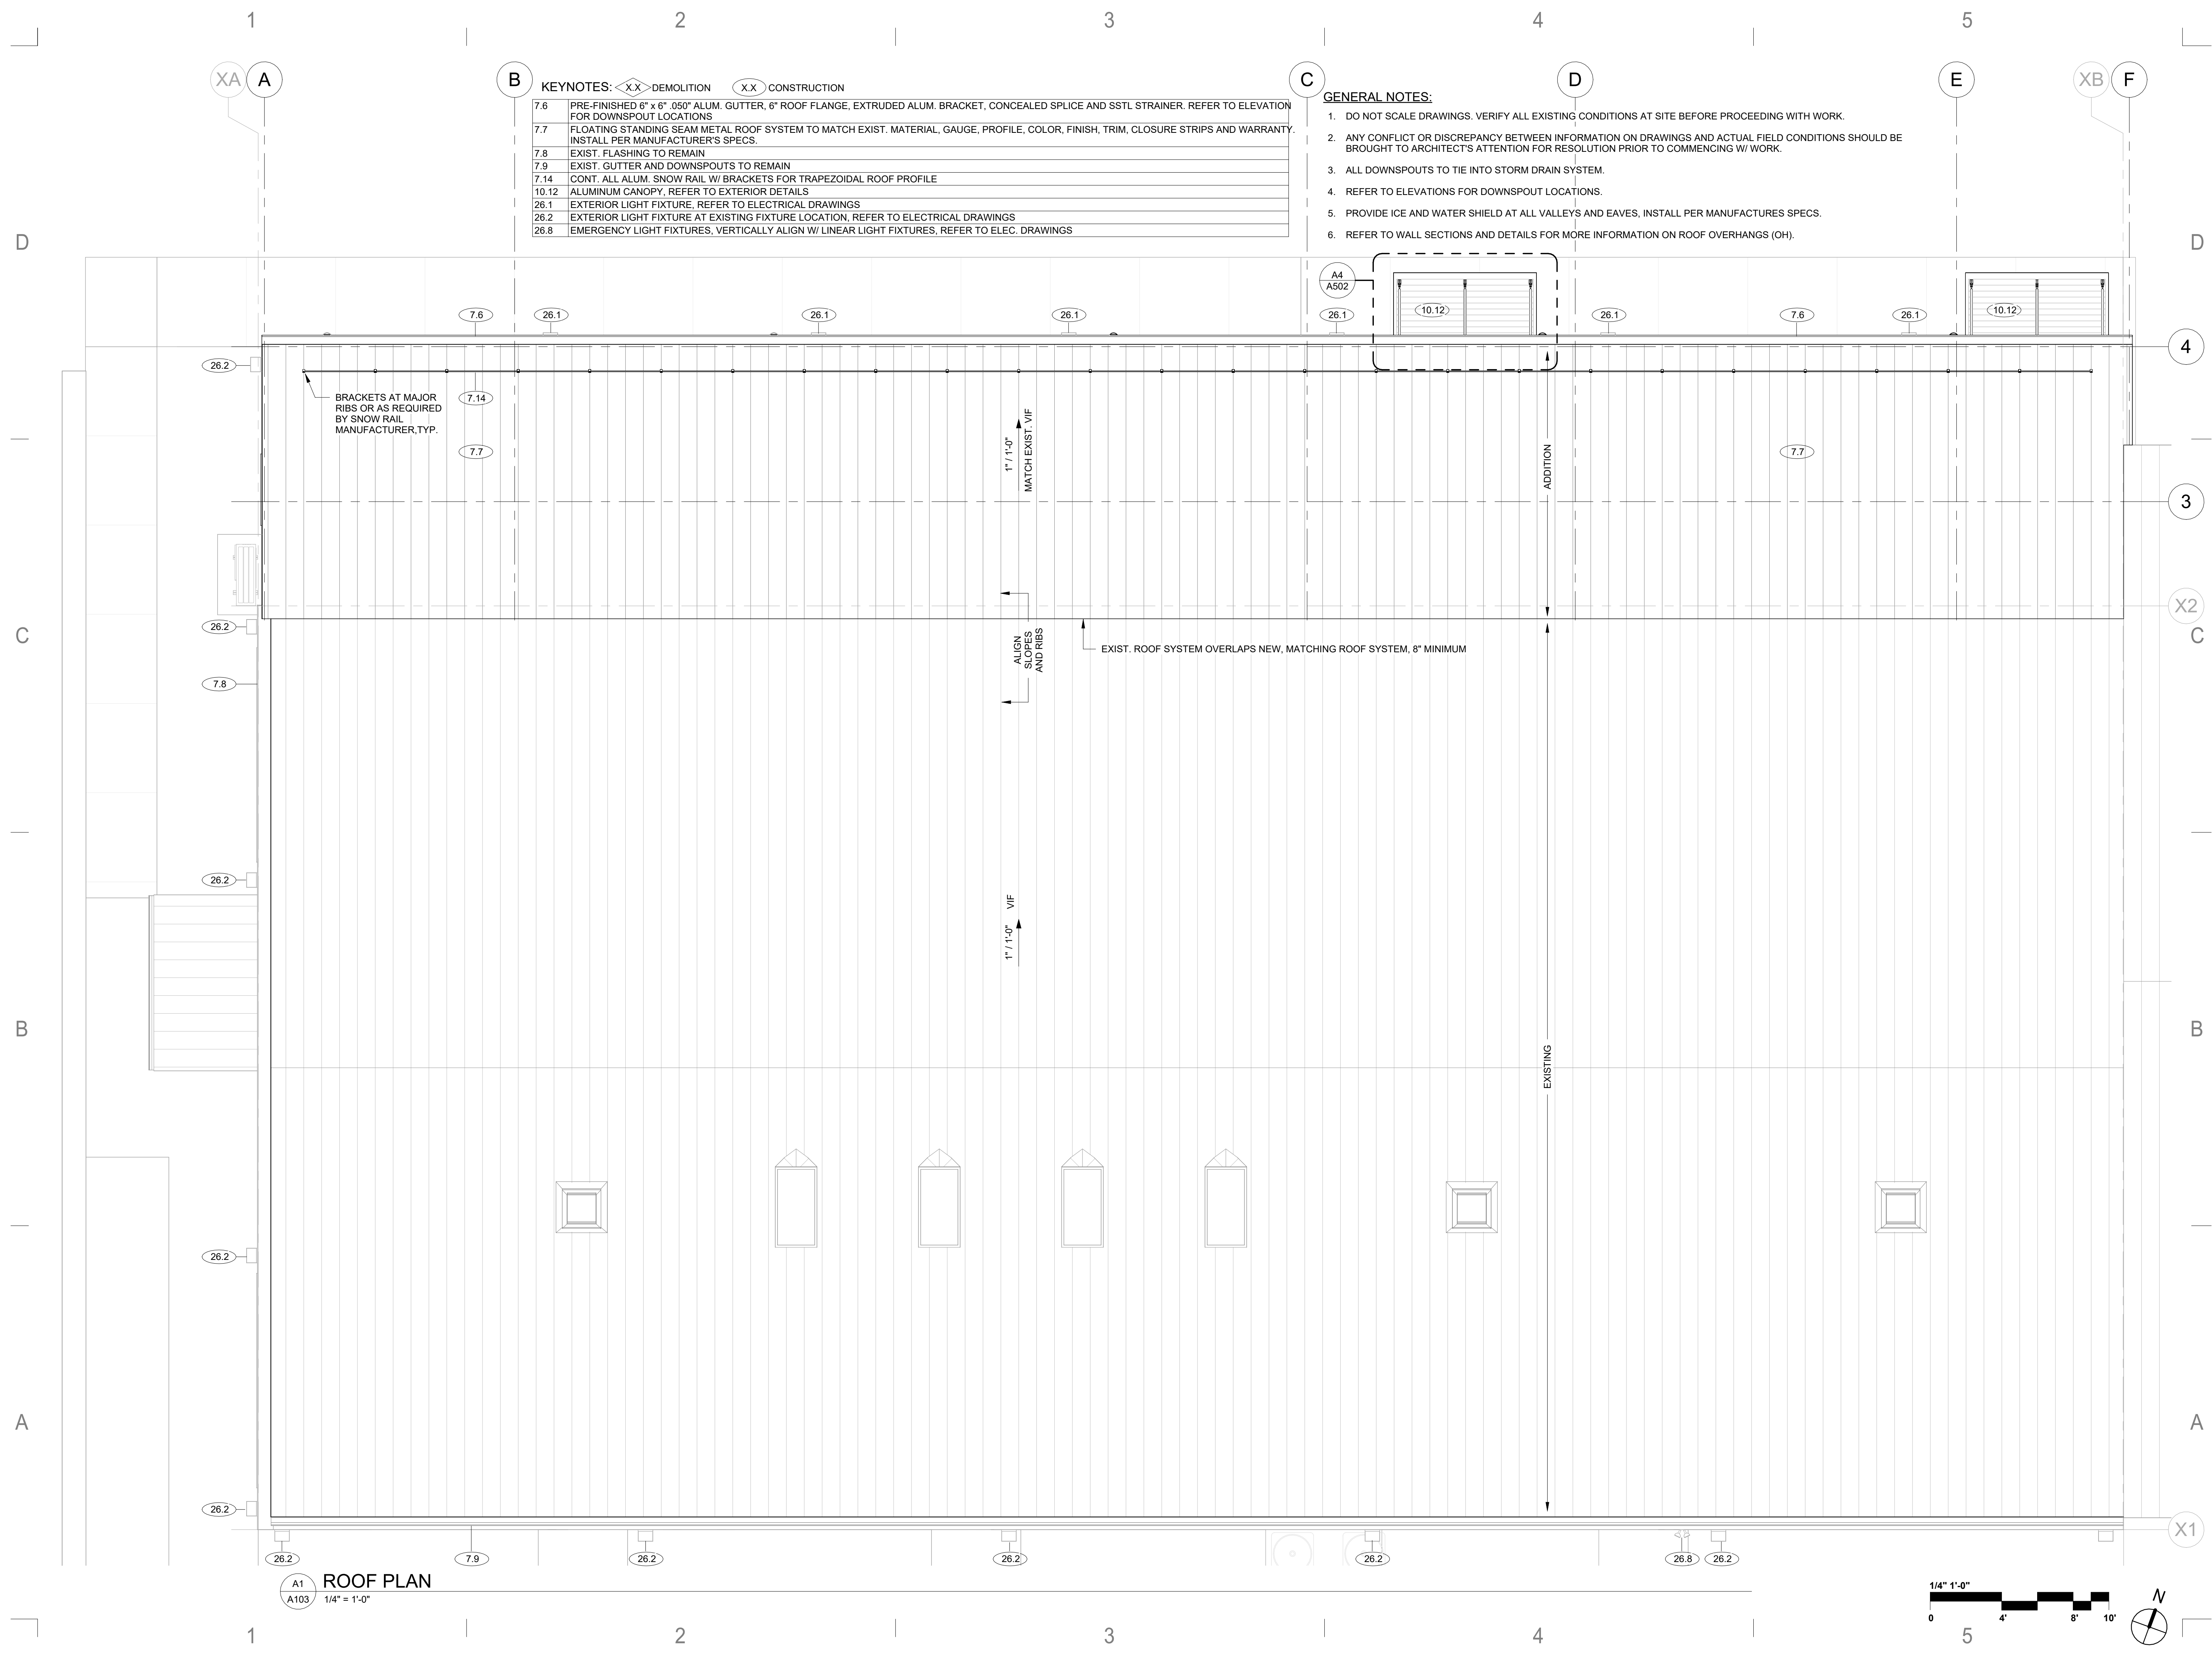 1 2 3 4 5
XA A B C D E XB F
KEYNOTES: X.X DEMOLITION X.X CONSTRUCTION
7.6 PRE-FINISHED 6" x 6" .050" ALUM. GUTTER, 6" ROOF FLANGE, EXTRUDED ALUM. BRACKET, CONCEALED SPLICE AND SSTL STRAINER. REFER TO ELEVATION
FOR DOWNSPOUT LOCATIONS
7.7 FLOATING STANDING SEAM METAL ROOF SYSTEM TO MATCH EXIST. MATERIAL, GAUGE, PROFILE, COLOR, FINISH, TRIM, CLOSURE STRIPS AND WARRANTY.
INSTALL PER MANUFACTURER'S SPECS.
7.8 EXIST. FLASHING TO REMAIN
7.9 EXIST. GUTTER AND DOWNSPOUTS TO REMAIN
7.14 CONT. ALL ALUM. SNOW RAIL W/ BRACKETS FOR TRAPEZOIDAL ROOF PROFILE
10.12 ALUMINUM CANOPY, REFER TO EXTERIOR DETAILS
26.1 EXTERIOR LIGHT FIXTURE, REFER TO ELECTRICAL DRAWINGS
26.2 EXTERIOR LIGHT FIXTURE AT EXISTING FIXTURE LOCATION, REFER TO ELECTRICAL DRAWINGS
26.8 EMERGENCY LIGHT FIXTURES, VERTICALLY ALIGN W/ LINEAR LIGHT FIXTURES, REFER TO ELEC. DRAWINGS
GENERAL NOTES:
1. DO NOT SCALE DRAWINGS. VERIFY ALL EXISTING CONDITIONS AT SITE BEFORE PROCEEDING WITH WORK.
2. ANY CONFLICT OR DISCREPANCY BETWEEN INFORMATION ON DRAWINGS AND ACTUAL FIELD CONDITIONS SHOULD BE
BROUGHT TO ARCHITECT'S ATTENTION FOR RESOLUTION PRIOR TO COMMENCING W/ WORK.
3. ALL DOWNSPOUTS TO TIE INTO STORM DRAIN SYSTEM.
4. REFER TO ELEVATIONS FOR DOWNSPOUT LOCATIONS.
5. PROVIDE ICE AND WATER SHIELD AT ALL VALLEYS AND EAVES, INSTALL PER MANUFACTURES SPECS.
6. REFER TO WALL SECTIONS AND DETAILS FOR MORE INFORMATION ON ROOF OVERHANGS (OH).
D D
A4
A502
7.6 26.1 26.1 26.1 26.1 10.12 26.1 7.6 26.1 10.12
4
26.2
BRACKETS AT MAJOR
RIBS OR AS REQUIRED
BY SNOW RAIL
MANUFACTURER,TYP.
7.14
7.7
1" / 1'-0"
MATCH EXIST. VIF
ADDITION
7.7
3
X2
26.2
C C
ALIGN
SLOPES
AND RIBS
EXIST. ROOF SYSTEM OVERLAPS NEW, MATCHING ROOF SYSTEM, 8" MINIMUM
7.8
26.2
1" / 1'-0" VIF
B B
EXISTING
26.2
A A
26.2
X1
26.2 7.9 26.2 26.2 26.2 26.8 26.2
A1
A103
ROOF PLAN
1/4" = 1'-0"
1/4" 1'-0"
0 4' 8' 10'
N
1 2 3 4 5